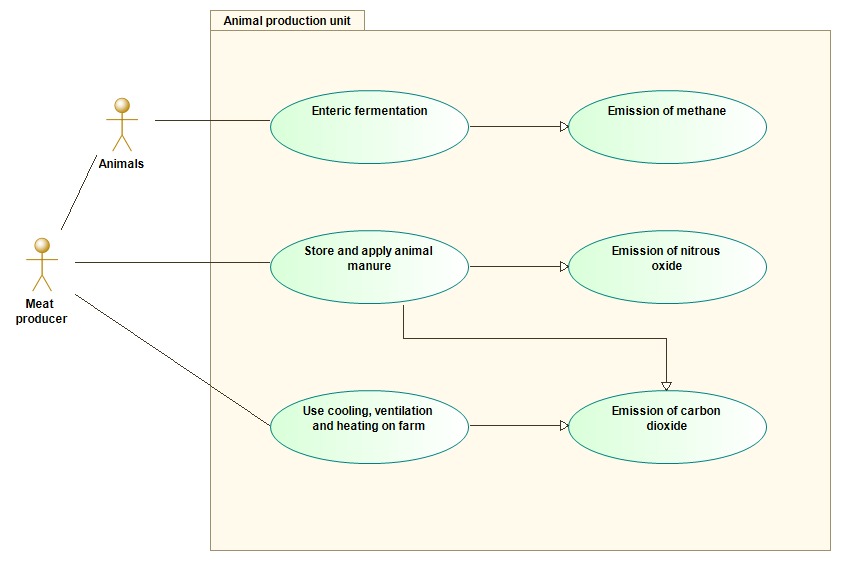 Animal production unit
Enteric fermentation
Emission of methane
Animals
Store and apply animal
manure
Emission of nitrous
oxide
Meat
producer
Use cooling, ventilation
and heating on farm
Emission of carbon
dioxide